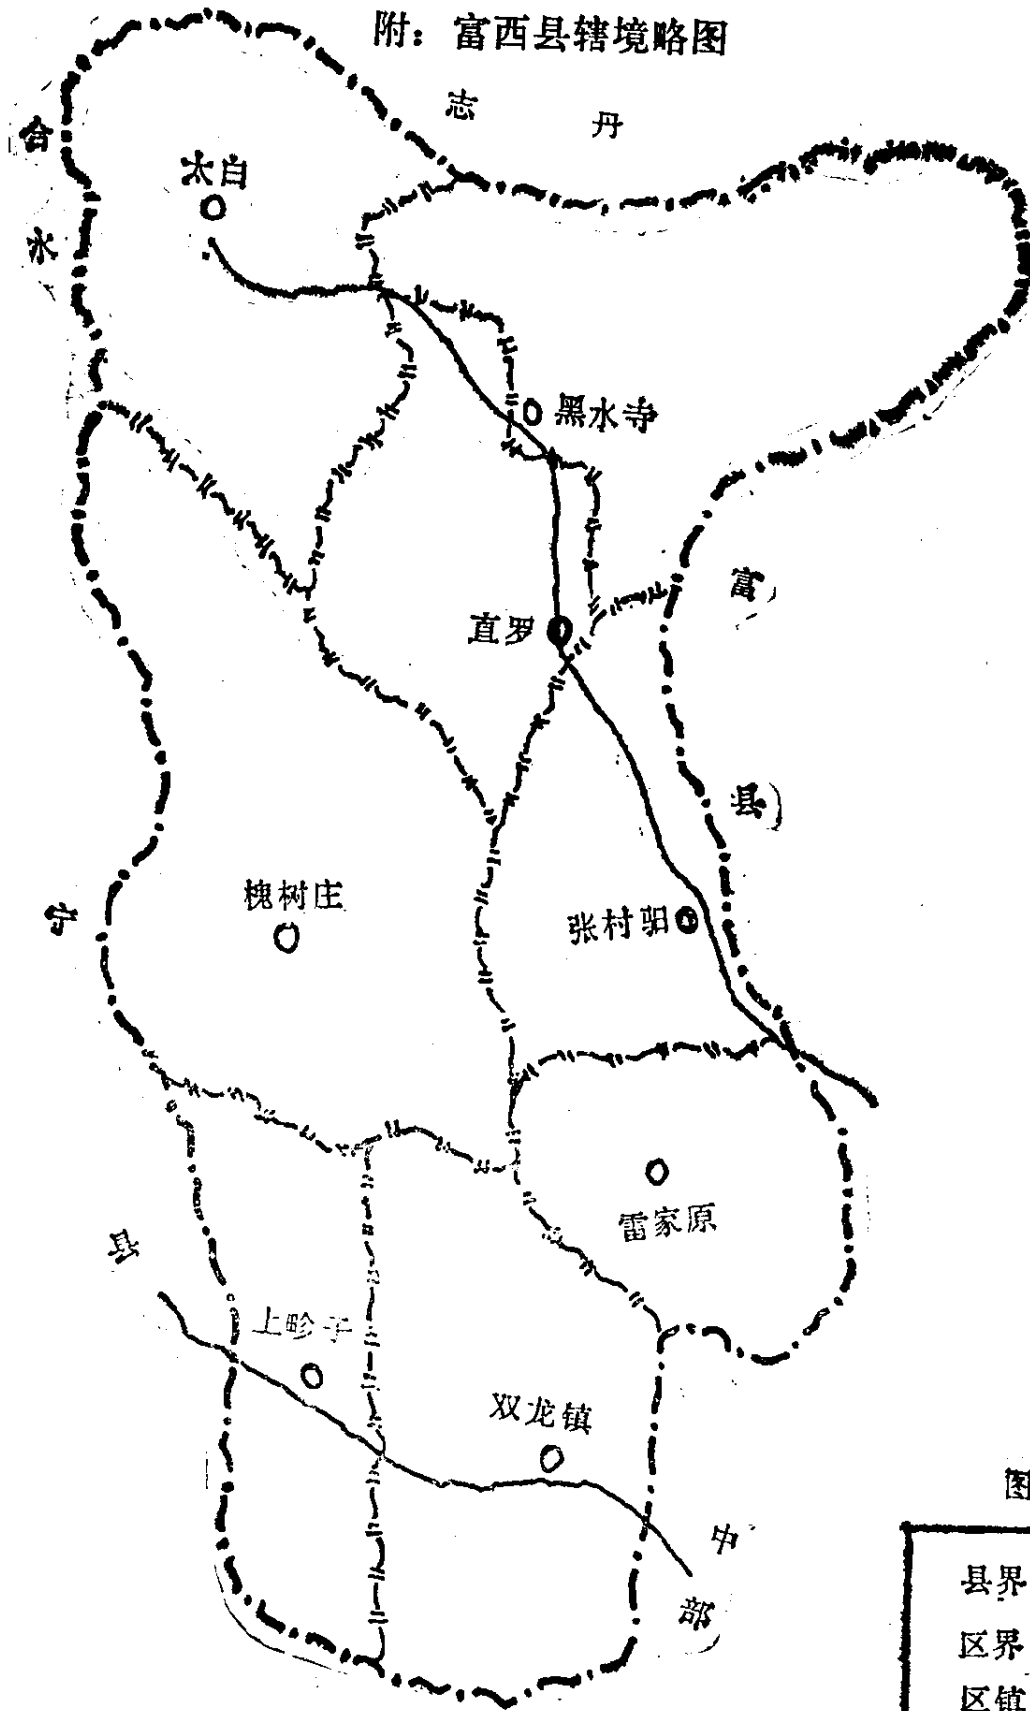 附：富西县辖境略图
志丹
合水
太白
黑水寺
富县
直罗
槐树庄
张村驲
宁县
雷家原
上畛子
双龙镇
中部
图
县界
区界
区镇